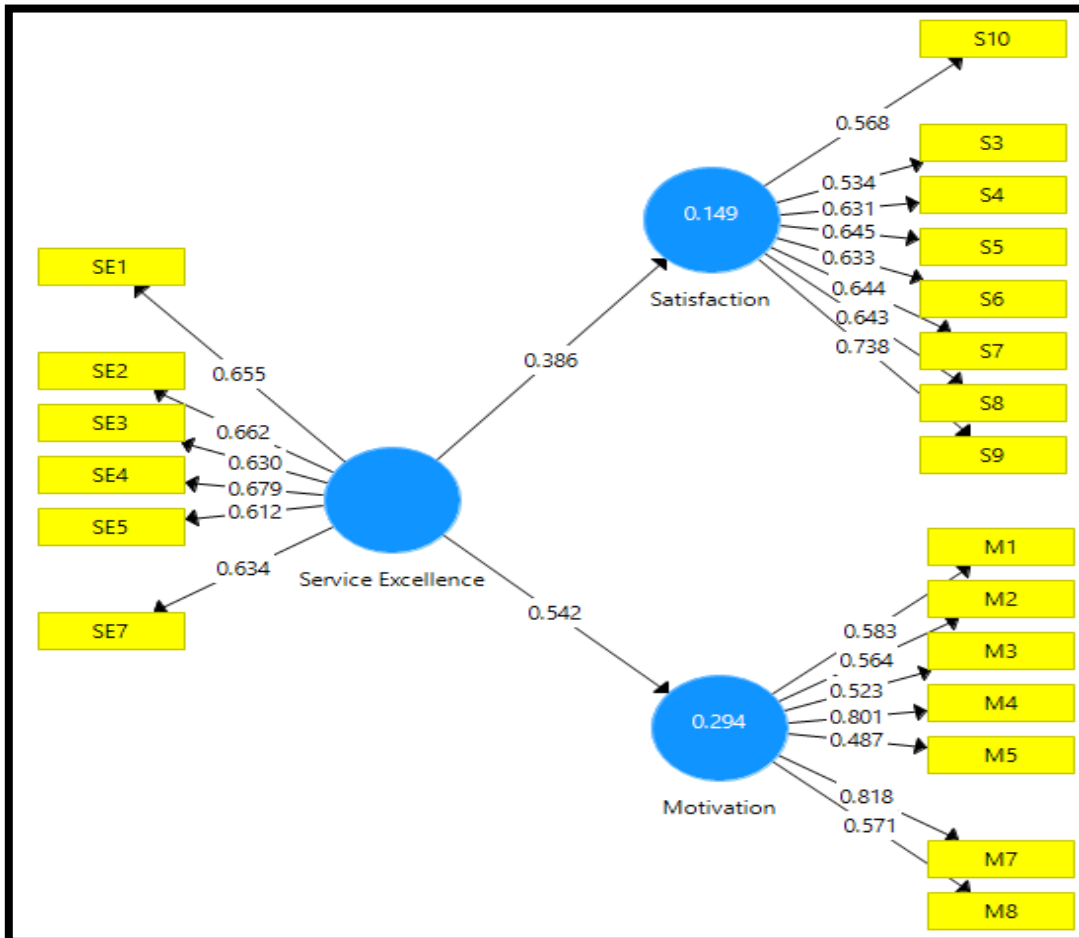 S10
0.568
S3
0.534
S4
0.631
0.149
0.645
S5
0.633
SE1
Satisfaction
S6
0.644
0.643
S7
0.738
0.386
SE2
0.655
S8
SE3
0.662
S9
0.630
SE4
0.679
0.612
SE5
M1
0.634
Service Excellence
M2
0.542
0.583
SE7
M3
0.564
0.523
M4
0.294
0.801
0.487
M5
Motivation
0.818
0.571
M7
M8